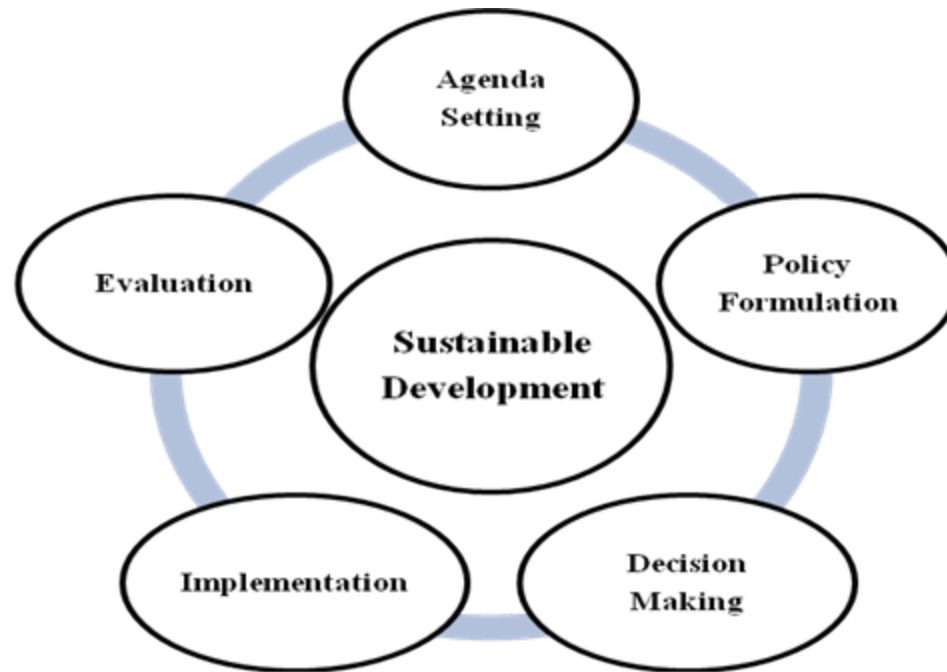 Agenda
Setting
Policy
Formulation
Decision
Making
Implementation
Evaluation
Sustainable
Development